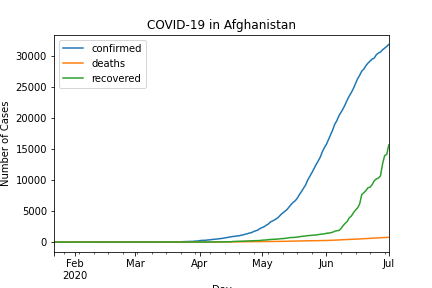 COVID-19 in Afghanistan
confirmed
deaths
recovered
Number of Cases
30000
25000
20000
15000
10000
5000
0
Feb
2020
Mar
Apr
May
Jun
Jul